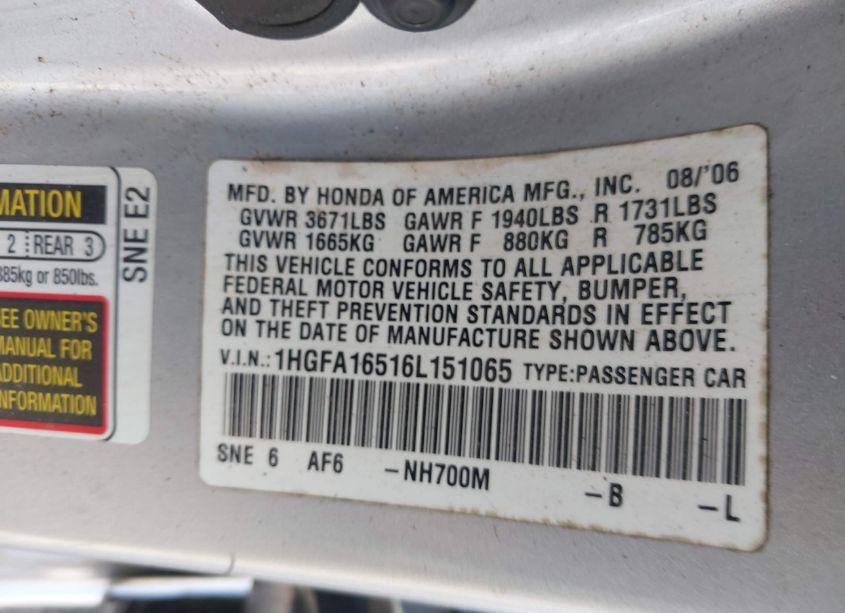 MATION
2 REAR 3
385kg or 850lbs.
SEE OWNER'S
MANUAL FOR
ADDITIONAL
INFORMATION
SNE E2
MFD. BY HONDA OF AMERICA MFG., INC. 08/'06
GVWR 3671LBS GAWR F 1940LBS R 1731LBS
GVWR 1665KG GAWR F 880KG R 785KG
THIS VEHICLE CONFORMS TO ALL APPLICABLE
FEDERAL MOTOR VEHICLE SAFETY, BUMPER,
AND THEFT PREVENTION STANDARDS IN EFFECT
ON THE DATE OF MANUFACTURE SHOWN ABOVE.
V.I.N.:1HGFA16516L151065 TYPE:PASSENGER CAR
SNE 6 AF6 -NH700M -B -L